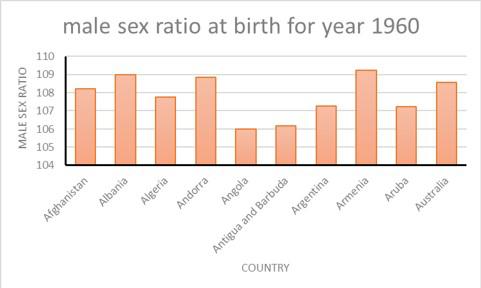 male sex ratio at birth for year 1960
110
109
108
107
106
105
104
MALE SEX RATIO
Afghanistan
Albania
Algeria
Andorra
Angola
Antigua and Barbuda
Argentina
Armenia
Aruba
Australia
COUNTRY